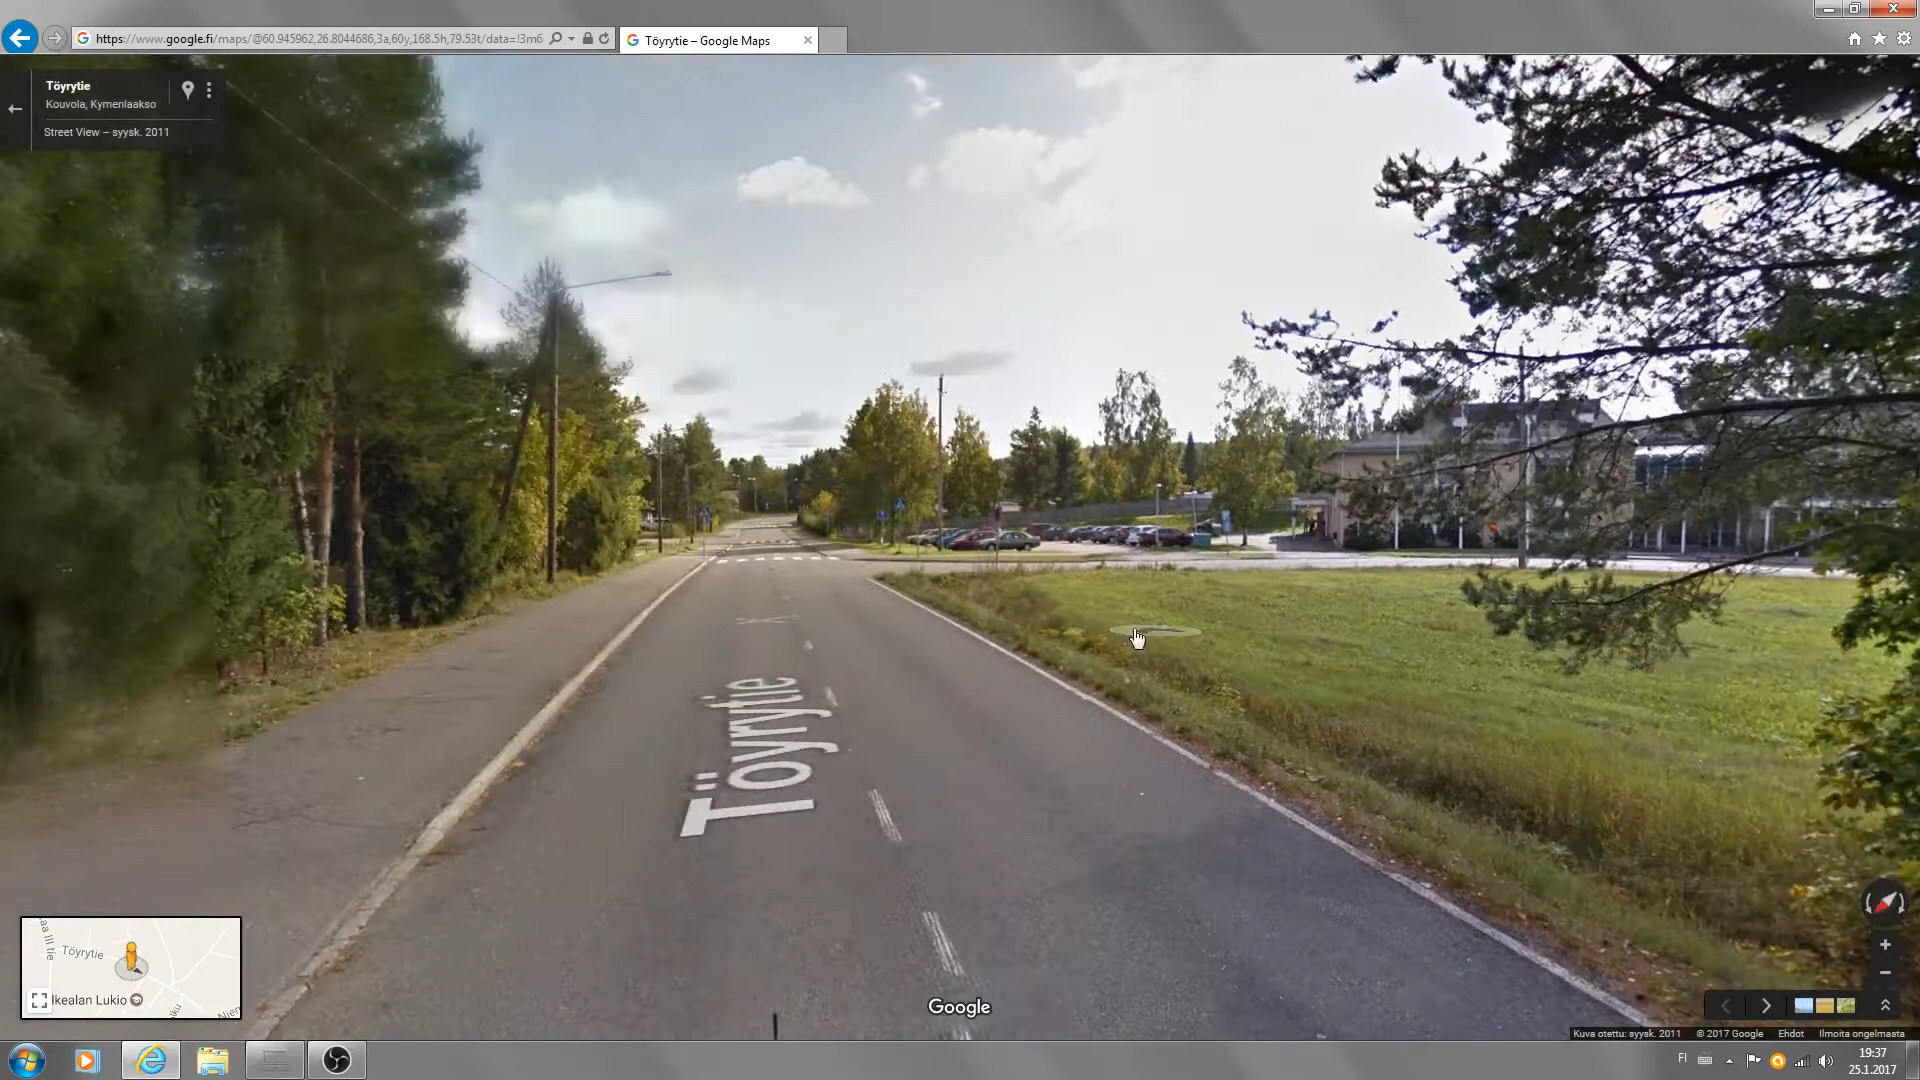 https://www.google.fi/maps/@60.945962,26.8044686,3a,60y,168.5h,79.53t/data=!3m6
Töyrytie – Google Maps
Töyrytie
Kouvola, Kymenlaakso
Street View – syysk. 2011
Töyrytie
Töyrytie
Ikealan Lukio
Google
Kuva otettu: syysk. 2011 © 2017 Google Ehdot Ilmoita ongelmasta
FI
19:37
25.1.2017